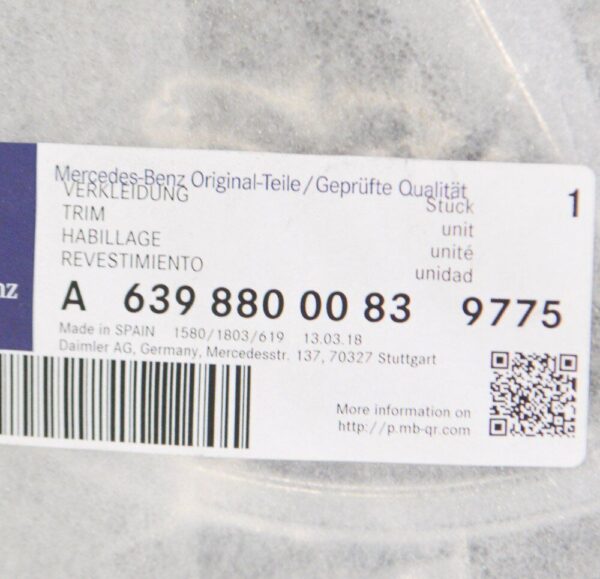 Mercedes-Benz Original-Teile/Geprüfte Qualität
VERKLEIDUNG Stück 1
TRIM unit
HABILLAGE unité
REVESTIMIENTO unidad
nz
A 639 880 00 83 9775
Made in SPAIN 1580/1803/619 13.03.18
Daimler AG, Germany, Mercedesstr. 137, 70327 Stuttgart
More information on
http://p.mb-qr.com